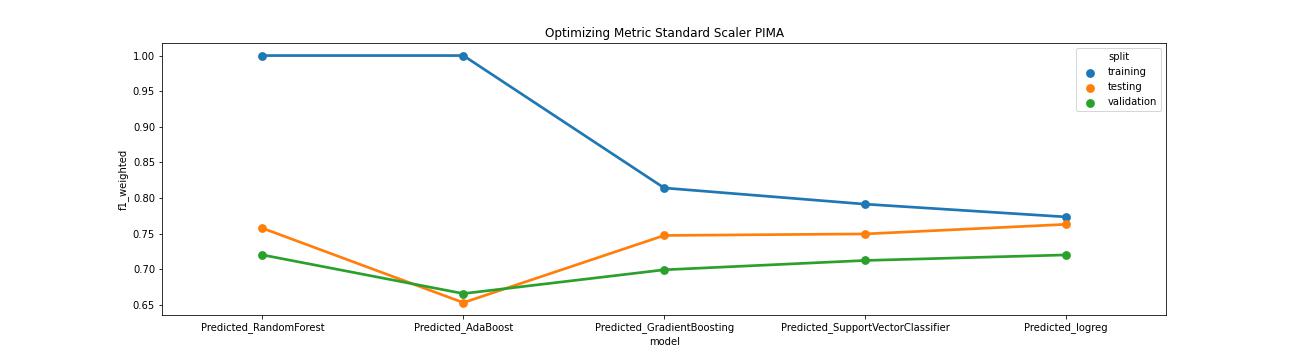 Optimizing Metric Standard Scaler PIMA
split
training
testing
validation
f1_weighted
1.00
0.95
0.90
0.85
0.80
0.75
0.70
0.65
Predicted_RandomForest
Predicted_AdaBoost
Predicted_GradientBoosting
Predicted_SupportVectorClassifier
Predicted_logreg
model